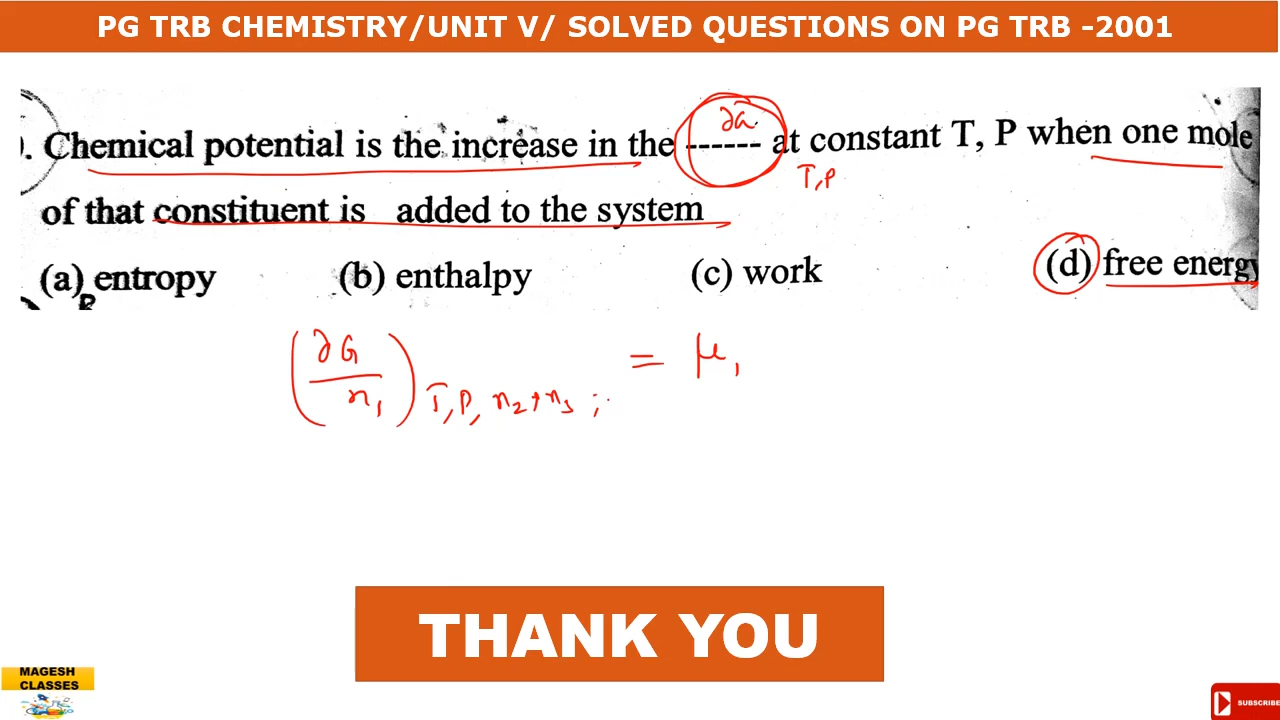 PG TRB CHEMISTRY/UNIT V/ SOLVED QUESTIONS ON PG TRB -2001
∂G
). Chemical potential is the increase in the ------ at constant T, P when one mole
T,P
of that constituent is added to the system
(a) entropy (b) enthalpy (c) work (d) free energy
(∂G/n₁) T,P, n₂+n₃ ;. = μ₁
THANK YOU
MAGESH
CLASSES
SUBSCRIBE